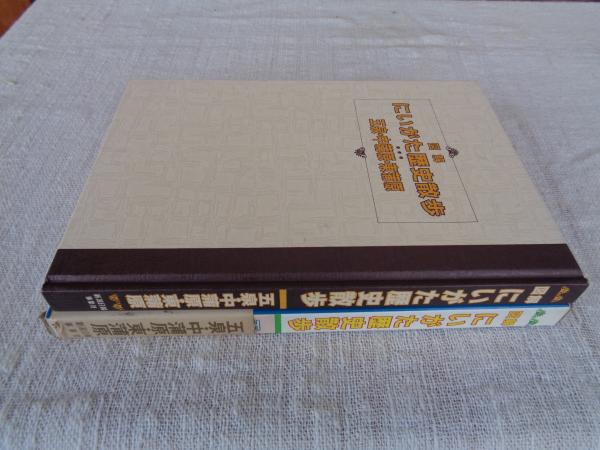 図説
にいがた歴史散歩
五泉・中蒲原・東蒲原
図説 にいがた歴史散歩 五泉・中蒲原・東蒲原
図説 にいがた歴史散歩 五泉・中蒲原・東蒲原